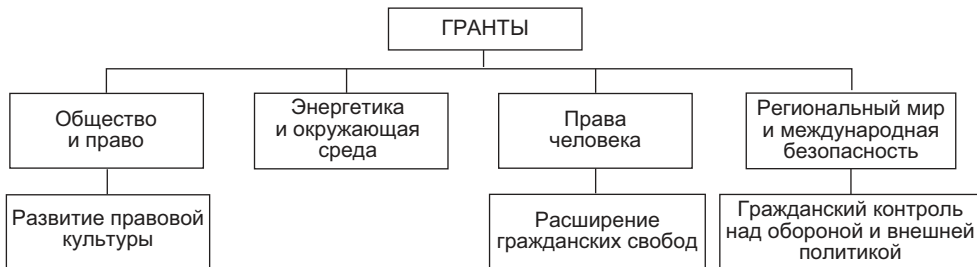 ГРАНТЫ
Общество
и право
Энергетика
и окружающая
среда
Права
человека
Региональный мир
и международная
безопасность
Развитие правовой
культуры
Расширение
гражданских свобод
Гражданский контроль
над обороной и внешней
политикой